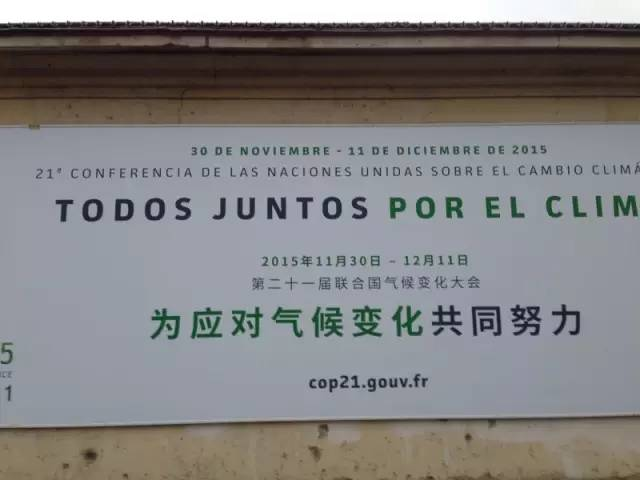 30 DE NOVIEMBRE - 11 DE DICIEMBRE DE 2015
21ª CONFERENCIA DE LAS NACIONES UNIDAS SOBRE EL CAMBIO CLIMÁ
TODOS JUNTOS POR EL CLIM
2015年11月30日 – 12月11日
第二十一届联合国气候变化大会
为应对气候变化共同努力
5
NCE
1
cop21.gouv.fr